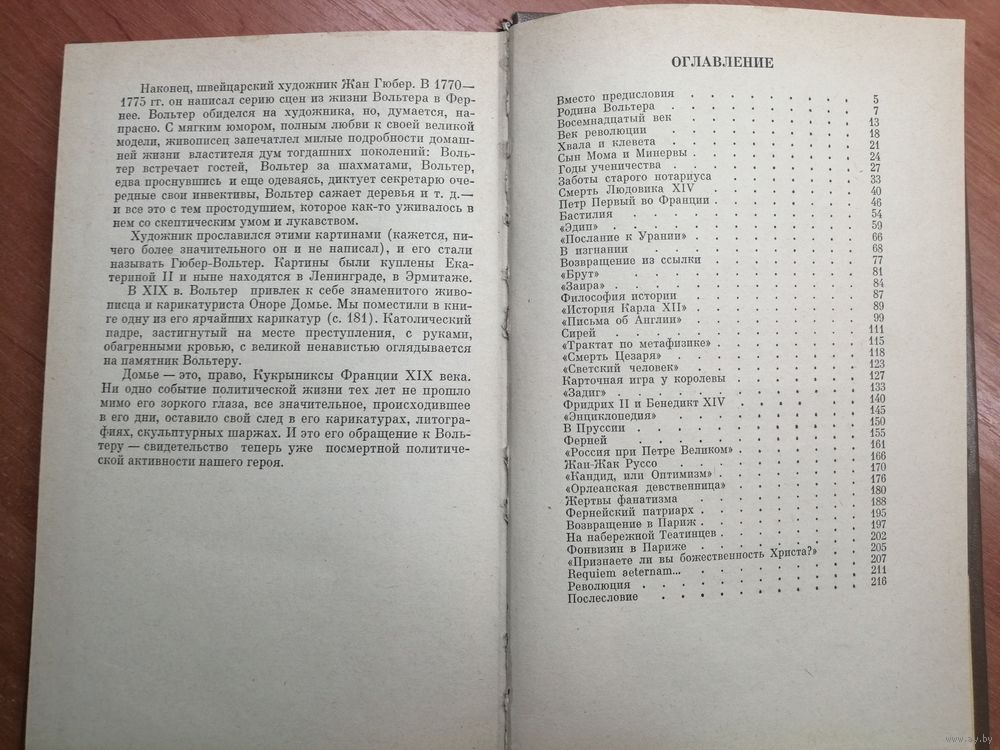 Наконец, швейцарский художник Жан Гюбер. В 1770—
1775 гг. он написал серию сцен из жизни Вольтера в Фер-
нее. Вольтер обиделся на художника, но, думается, на-
прасно. С мягким юмором, полным любви к своей великой
модели, живописец запечатлел милые подробности домаш-
ней жизни властителя дум тогдашних поколений: Воль-
тер встречает гостей, Вольтер за шахматами, Вольтер,
едва проснувшись и еще одеваясь, диктует секретарю оче-
редные свои инвективы, Вольтер сажает деревья и т. д.—
и все это с тем простодушием, которое как-то уживалось в
нем со скептическим умом и лукавством.
Художник прославился этими картинами (кажется, ни-
чего более значительного он и не написал), и его стали
называть Гюбер-Вольтер. Картины были куплены Ека-
териной II и ныне находятся в Ленинграде, в Эрмитаже.
В XIX в. Вольтер привлек к себе знаменитого живо-
писца и карикатуриста Оноре Домье. Мы поместили в кни-
ге одну из его ярчайших карикатур (с. 181). Католический
падре, застигнутый на месте преступления, с руками,
обагренными кровью, с великой ненавистью оглядывается
на памятник Вольтеру.
Домье — это, право, Кукрыниксы Франции XIX века.
Ни одно событие политической жизни тех лет не прошло
мимо его зоркого глаза, все значительное, происходившее
в его дни, оставило свой след в его карикатурах, литогра-
фиях, скульптурных шаржах. И это его обращение к Воль-
теру — свидетельство теперь уже посмертной политиче-
ской активности нашего героя.
ОГЛАВЛЕНИЕ
Вместо предисловия . . . . . . . . . 5
Родина Вольтера . . . . . . . . . 7
Восемнадцатый век . . . . . . . . . 13
Век революции . . . . . . . . . 18
Хвала и клевета . . . . . . . . . 21
Сын Мома и Минервы . . . . . . . . . 24
Годы ученичества . . . . . . . . . 27
Заботы старого нотариуса . . . . . . . . 33
Смерть Людовика XIV . . . . . . . . 40
Петр Первый во Франции . . . . . . . . 46
Бастилия . . . . . . . . . . 54
«Эдип» . . . . . . . . . . 59
«Послание к Урании» . . . . . . . . . 66
В изгнании . . . . . . . . . . 68
Возвращение из ссылки . . . . . . . . 77
«Брут» . . . . . . . . . . 81
«Заира» . . . . . . . . . . 84
Философия истории . . . . . . . . . 87
«История Карла XII» . . . . . . . . . 89
«Письма об Англии» . . . . . . . . . 99
Сирей . . . . . . . . . . 111
«Трактат по метафизике» . . . . . . . . 115
«Смерть Цезаря» . . . . . . . . . 118
«Светский человек» . . . . . . . . . 123
Карточная игра у королевы . . . . . . . 127
«Задиг» . . . . . . . . . . 133
Фридрих II и Бенедикт XIV . . . . . . . 140
«Энциклопедия» . . . . . . . . . 145
В Пруссии . . . . . . . . . . 150
Ферней . . . . . . . . . . 155
«Россия при Петре Великом» . . . . . . . 161
Жан-Жак Руссо . . . . . . . . . 166
«Кандид, или Оптимизм» . . . . . . . . 170
«Орлеанская девственница» . . . . . . . 176
Жертвы фанатизма . . . . . . . . . 180
Фернейский патриарх . . . . . . . . 188
Возвращение в Париж . . . . . . . . 195
На набережной Театинцев . . . . . . . 197
Фонвизин в Париже . . . . . . . . . 202
«Признаете ли вы божественность Христа?» . . . 205
Requiem aeternam... . . . . . . . . 207
Революция . . . . . . . . . . 211
Послесловие . . . . . . . . . . 216
www.ay.by